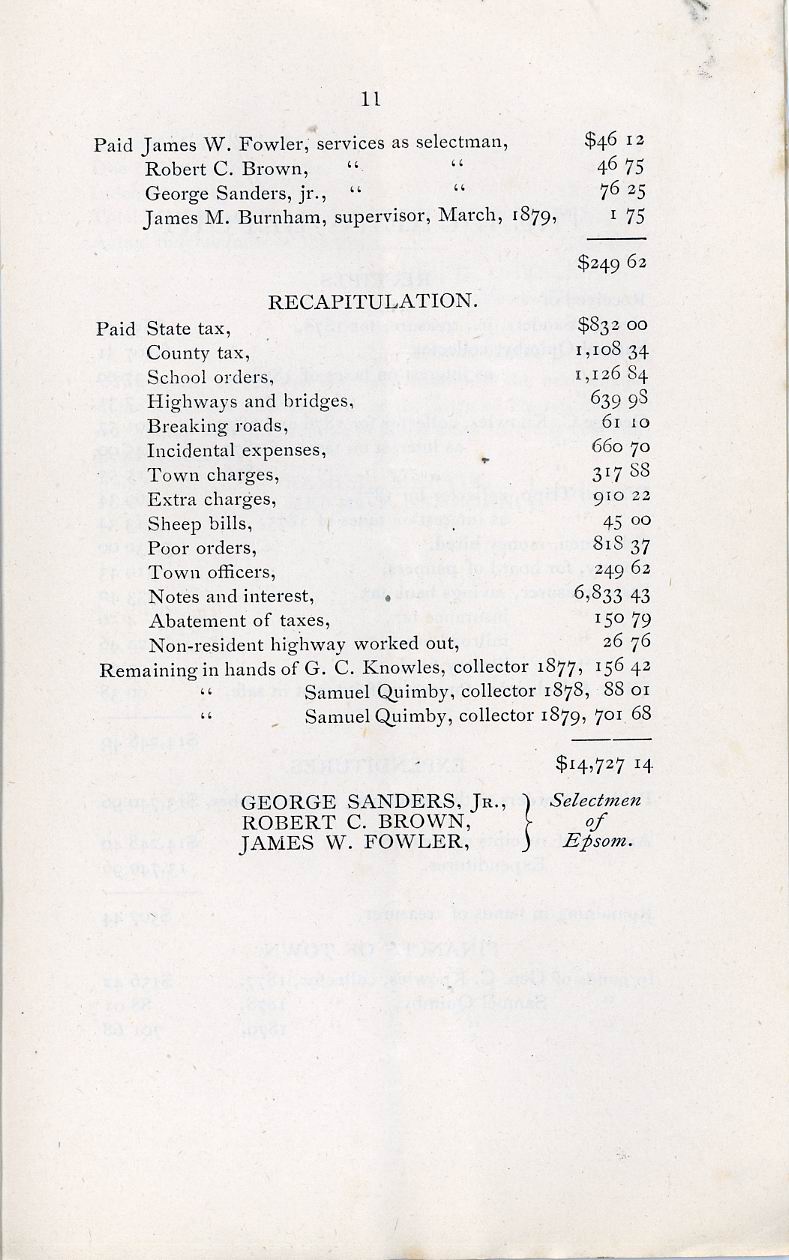 11
Paid James W. Fowler, services as selectman, $46 12
Robert C. Brown, “ “ 46 75
George Sanders, jr., “ “ 76 25
James M. Burnham, supervisor, March, 1879, 1 75
$249 62
RECAPITULATION.
Paid State tax, $832 00
County tax, 1,108 34
School orders, 1,126 84
Highways and bridges, 639 98
Breaking roads, 61 10
Incidental expenses, 660 70
Town charges, 317 88
Extra charges, 910 22
Sheep bills, 45 00
Poor orders, 818 37
Town officers, 249 62
Notes and interest, 6,833 43
Abatement of taxes, 150 79
Non-resident highway worked out, 26 76
Remaining in hands of G. C. Knowles, collector 1877, 156 42
“ Samuel Quimby, collector 1878, 88 01
“ Samuel Quimby, collector 1879, 701 68
$14,727 14
GEORGE SANDERS, JR., } Selectmen
ROBERT C. BROWN, of
JAMES W. FOWLER, Epsom.